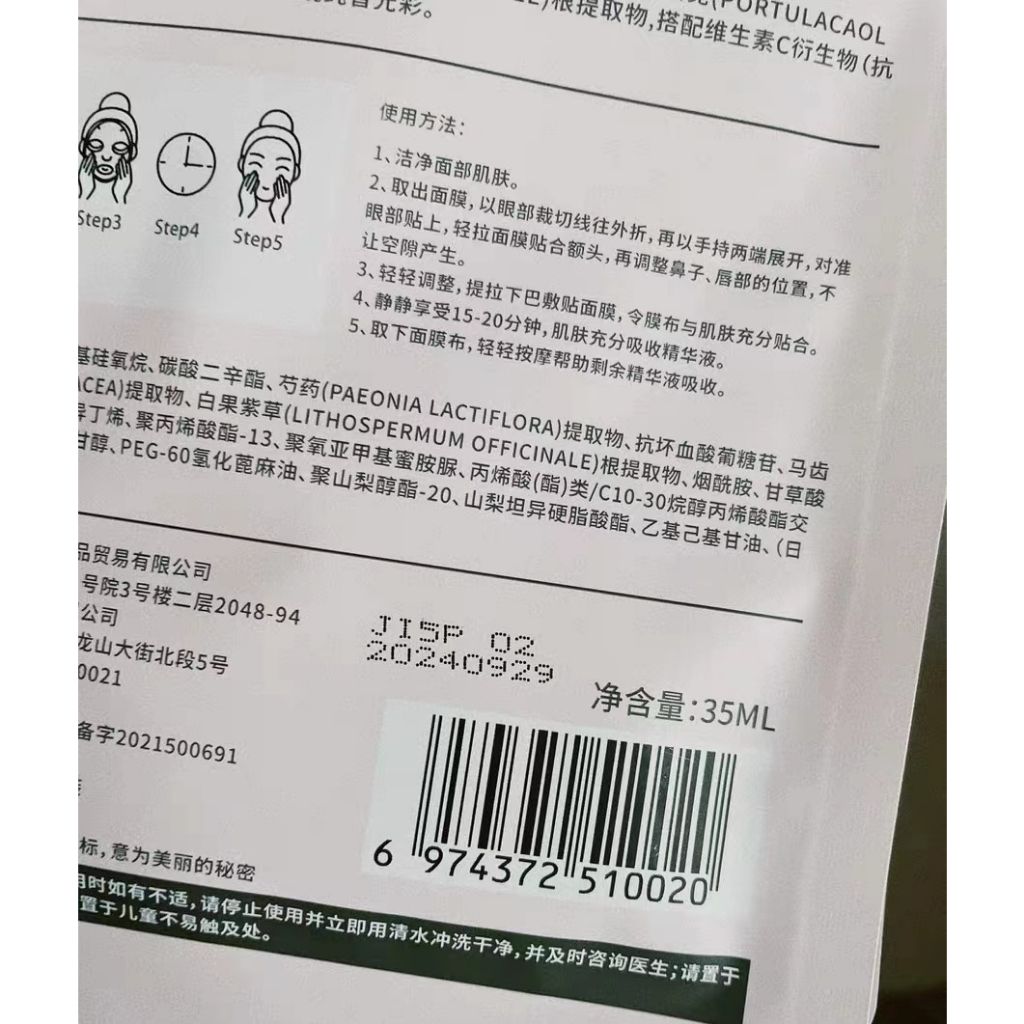 (PORTULACAOL
根提取物,搭配维生素C衍生物(抗
光彩。
Step3
Step4
Step5
使用方法:
1、洁净面部肌肤。
2、取出面膜,以眼部裁切线往外折,再以手持两端展开,对准
眼部贴上,轻拉面膜贴合额头,再调整鼻子、唇部的位置,不
让空隙产生。
3、轻轻调整,提拉下巴敷贴面膜,令膜布与肌肤充分贴合。
4、静静享受15-20分钟,肌肤充分吸收精华液。
5、取下面膜布,轻轻按摩帮助剩余精华液吸收。
基硅氧烷、碳酸二辛酯、芍药(PAEONIA LACTIFLORA)提取物、抗坏血酸葡糖苷、马齿
ACEA)提取物、白果紫草(LITHOSPERMUM OFFICINALE)根提取物、烟酰胺、甘草酸
异丁烯、聚丙烯酸酯-13、聚氧亚甲基蜜胺脲、丙烯酸(酯)类/C10-30烷醇丙烯酸酯交
甘醇、PEG-60氢化蓖麻油、聚山梨醇酯-20、山梨坦异硬脂酸酯、乙基己基甘油、(日
品贸易有限公司
号院3号楼二层2048-94
公司
龙山大街北段5号
0021
备字2021500691
标,意为美丽的秘密
JISP 02
20240929
净含量:35ML
6 974372 510020
用时如有不适,请停止使用并立即用清水冲洗干净,并及时咨询医生;请置于
置于儿童不易触及处。